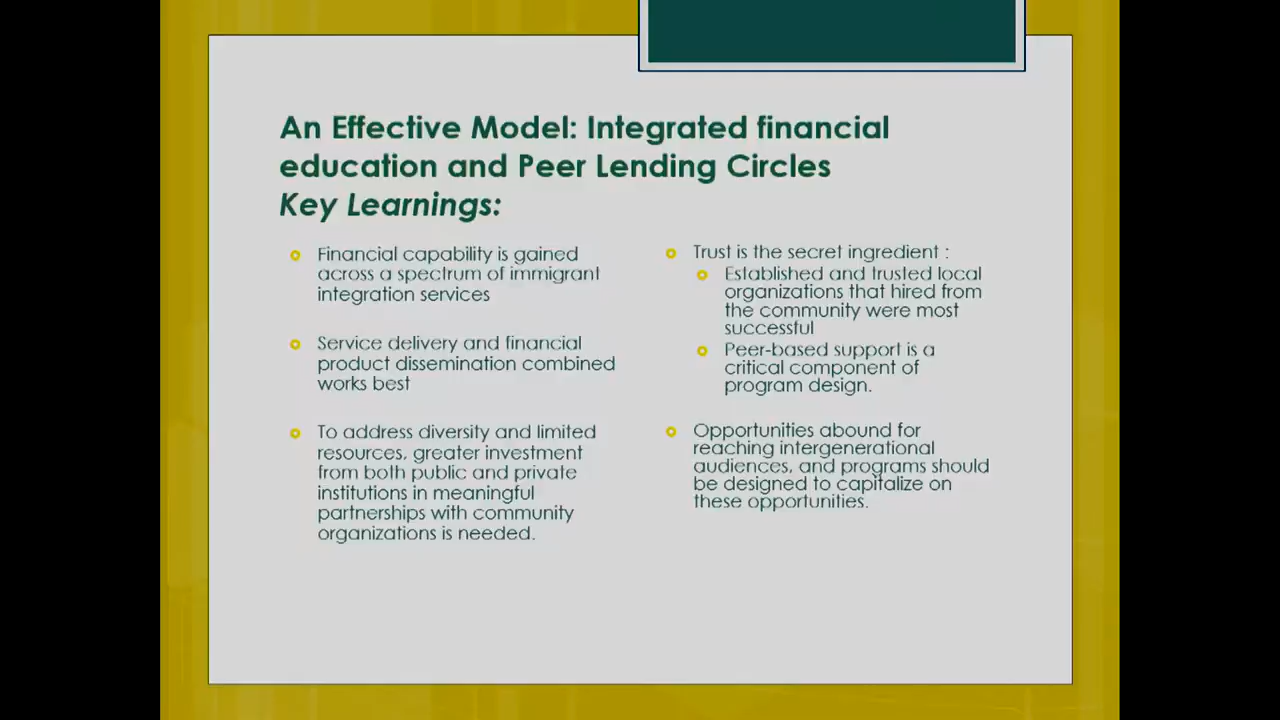 An Effective Model: Integrated financial
education and Peer Lending Circles
Key Learnings:
Financial capability is gained
across a spectrum of immigrant
integration services
Service delivery and financial
product dissemination combined
works best
To address diversity and limited
resources, greater investment
from both public and private
institutions in meaningful
partnerships with community
organizations is needed.
Trust is the secret ingredient :
Established and trusted local
organizations that hired from
the community were most
successful
Peer-based support is a
critical component of
program design.
Opportunities abound for
reaching intergenerational
audiences, and programs should
be designed to capitalize on
these opportunities.